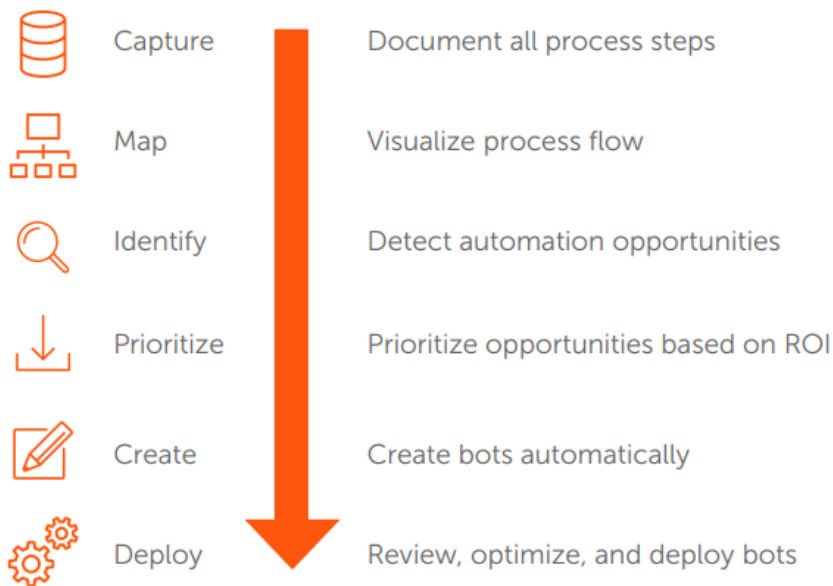 Capture Document all process steps
Map Visualize process flow
Identify Detect automation opportunities
Prioritize Prioritize opportunities based on ROI
Create Create bots automatically
Deploy Review, optimize, and deploy bots